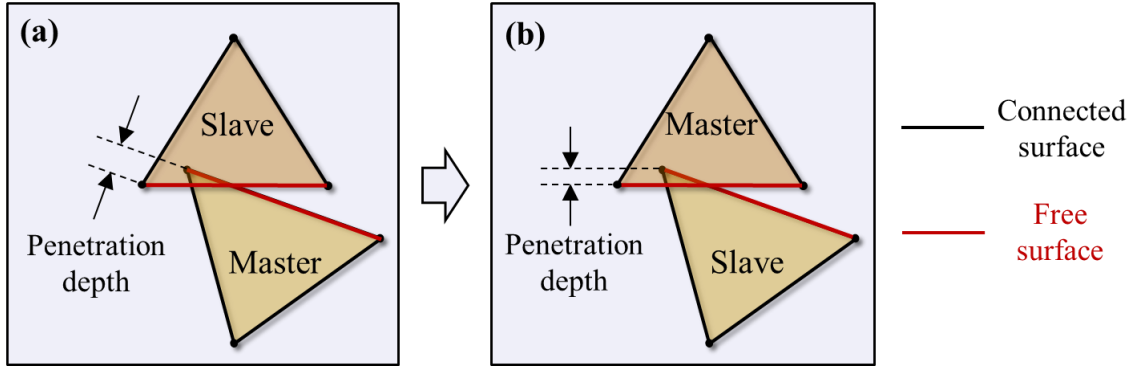 (a)
Slave
Penetration
depth
Master
(b)
Master
Penetration
depth
Slave
Connected
surface
Free
surface